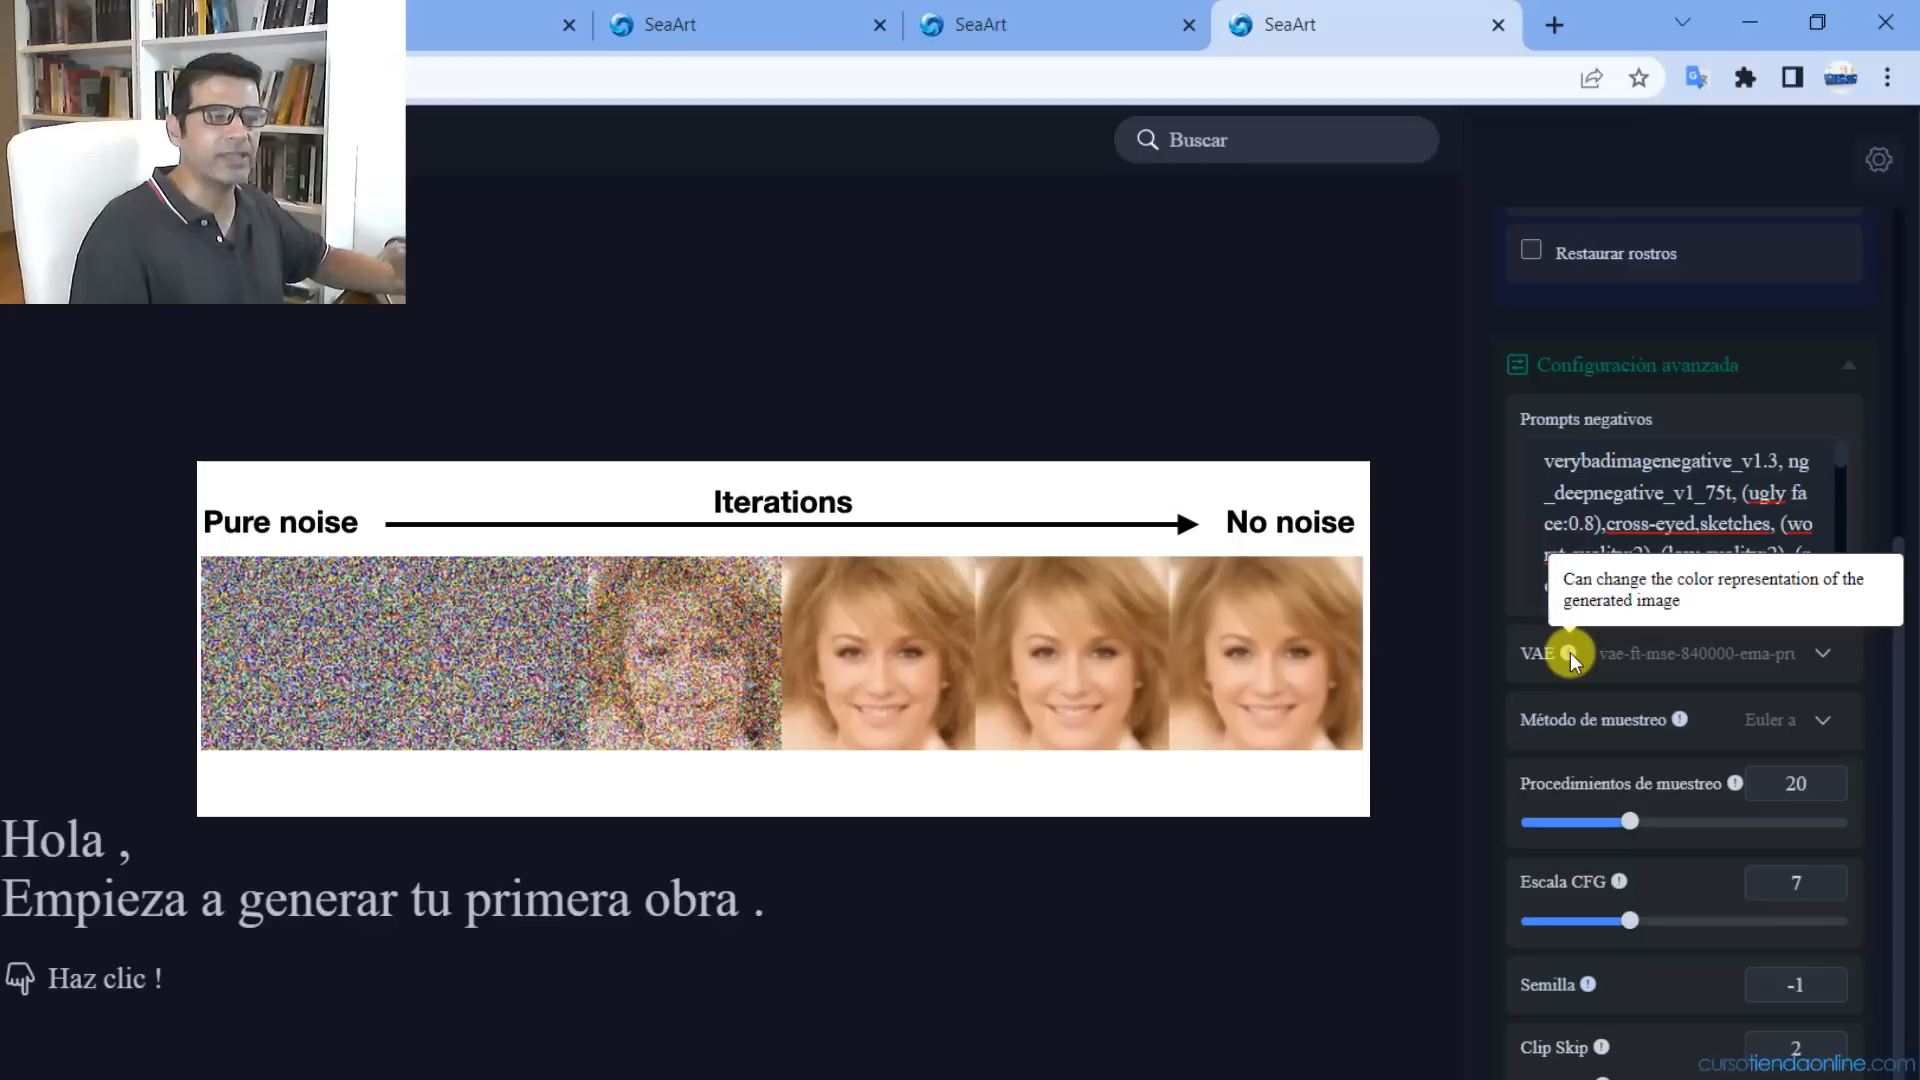 SeaArt
SeaArt
SeaArt
Buscar
Restaurar rostros
Configuración avanzada
Prompts negativos
verybadimagenegative_v1.3, ng
_deepnegative_v1_75t, (ugly fa
ce:0.8),cross-eyed,sketches, (wo
Can change the color representation of the
generated image
VAE vae-ft-mse-840000-ema-pru
Método de muestreo Euler a
Procedimientos de muestreo 20
Escala CFG 7
Semilla -1
Clip Skip 2
Iterations
Pure noise No noise
Hola ,
Empieza a generar tu primera obra .
Haz clic !
cursotiendaonline.com